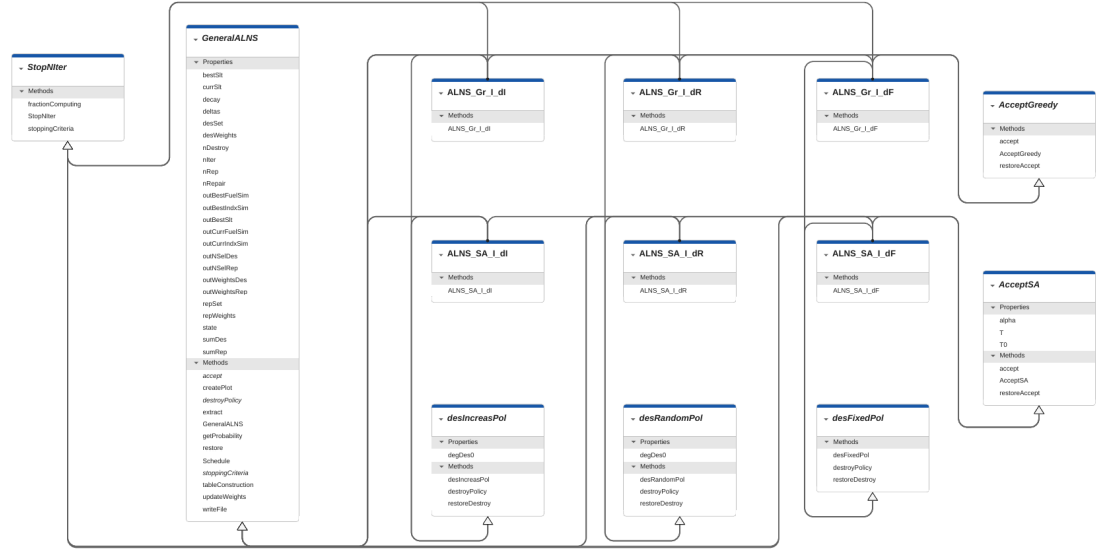 StopNIter
Methods
fractionComputing
StopNIter
stoppingCriteria
GeneralALNS
Properties
bestSlt
currSlt
decay
deltas
desSet
desWeights
nDestroy
nIter
nRep
nRepair
outBestFuelSim
outBestIndxSim
outBestSlt
outCurrFuelSim
outCurrIndxSim
outNSelDes
outNSelRep
outWeightsDes
outWeightsRep
repSet
repWeights
state
sumDes
sumRep
Methods
accept
createPlot
destroyPolicy
extract
GeneralALNS
getProbability
restore
Schedule
stoppingCriteria
tableConstruction
updateWeights
writeFile
ALNS_Gr_I_dI
Methods
ALNS_Gr_I_dI
ALNS_Gr_I_dR
Methods
ALNS_Gr_I_dR
ALNS_Gr_I_dF
Methods
ALNS_Gr_I_dF
AcceptGreedy
Methods
accept
AcceptGreedy
restoreAccept
ALNS_SA_I_dI
Methods
ALNS_SA_I_dI
ALNS_SA_I_dR
Methods
ALNS_SA_I_dR
ALNS_SA_I_dF
Methods
ALNS_SA_I_dF
AcceptSA
Properties
alpha
T
T0
Methods
accept
AcceptSA
restoreAccept
desIncreasPol
Properties
degDes0
Methods
desIncreasPol
destroyPolicy
restoreDestroy
desRandomPol
Properties
degDes0
Methods
desRandomPol
destroyPolicy
restoreDestroy
desFixedPol
Methods
desFixedPol
destroyPolicy
restoreDestroy